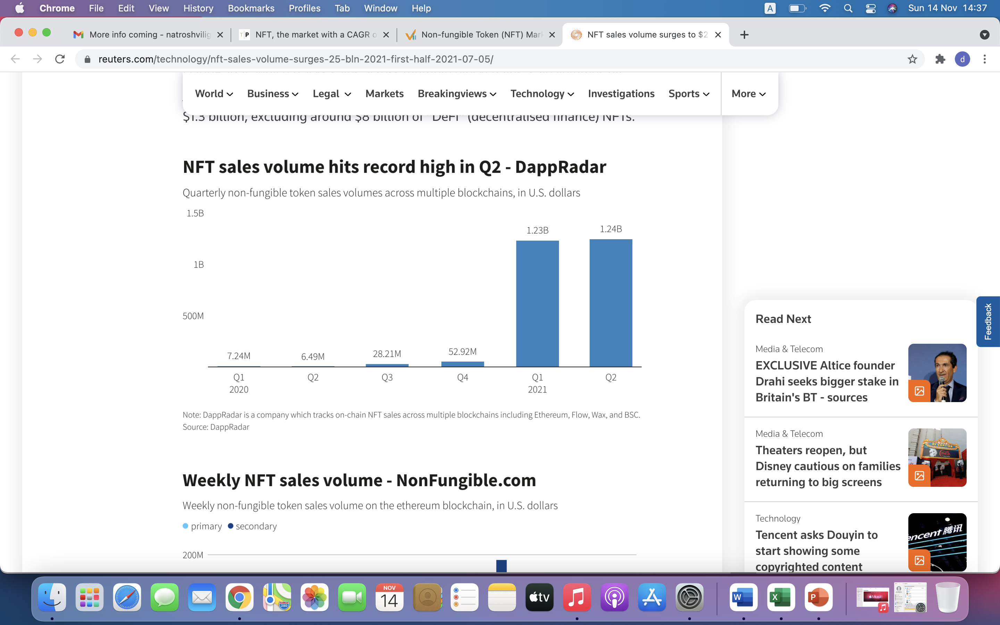 Chrome File Edit View History Bookmarks Profiles Tab Window Help A Sun 14 Nov 14:37
More info coming - natroshvilig NFT, the market with a CAGR o Non-fungible Token (NFT) Mar NFT sales volume surges to $2
reuters.com/technology/nft-sales-volume-surges-25-bln-2021-first-half-2021-07-05/ d
World Business Legal Markets Breakingviews Technology Investigations Sports More
$1.3 billion, excluding around $8 billion of "DeFi" (decentralised finance) NFTs.
NFT sales volume hits record high in Q2 - DappRadar
Quarterly non-fungible token sales volumes across multiple blockchains, in U.S. dollars
1.5B
1.23B 1.24B
1B
500M
7.24M 6.49M 28.21M 52.92M
Q1 Q2 Q3 Q4 Q1 Q2
2020 2021
Note: DappRadar is a company which tracks on-chain NFT sales across multiple blockchains including Ethereum, Flow, Wax, and BSC.
Source: DappRadar
Weekly NFT sales volume - NonFungible.com
Weekly non-fungible token sales volume on the ethereum blockchain, in U.S. dollars
primary secondary
200M
Feedback
Read Next
Media & Telecom
EXCLUSIVE Altice founder
Drahi seeks bigger stake in
Britain's BT - sources
Media & Telecom
Theaters reopen, but
Disney cautious on families
returning to big screens
EL CAPITAN
Cruella
Technology
Tencent asks Douyin to
start showing some
copyrighted content
encent 腾讯
280
NOV
14
tv
W
X
P
Music